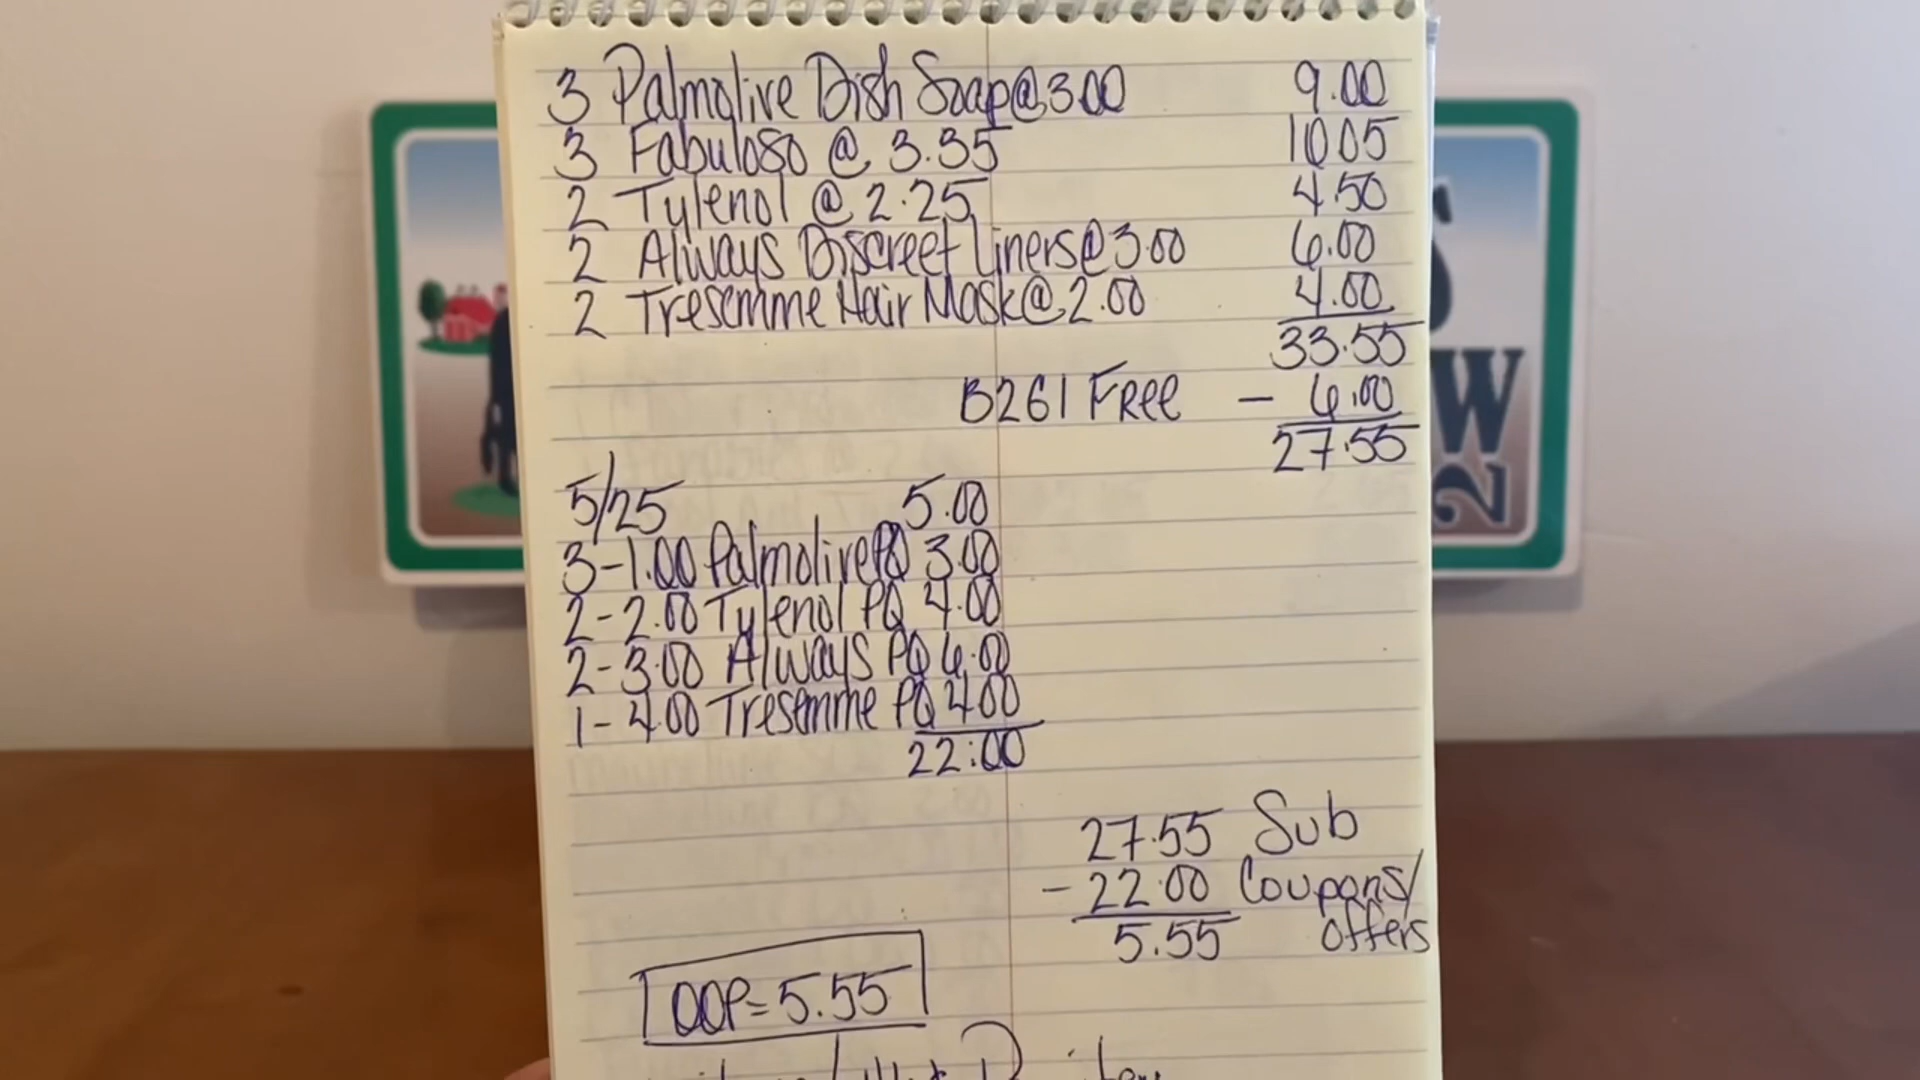 3 Palmolive Dish Soap @ 3.00 9.00
3 Fabuloso @ 3.35 10.05
2 Tylenol @ 2.25 4.50
2 Always Discreet Liners @ 3.00 6.00
2 Tresemme Hair Mask @ 2.00 4.00
33.55
B2G1 FREE - 6.00
27.55
5/25 5.00
3-1.00 Palmolive PQ 3.00
2-2.00 Tylenol PQ 4.00
2-3.00 Always PQ 6.00
1-4.00 Tresemme PQ 4.00
22.00
27.55 Sub
- 22.00 Coupons/
offers
5.55
OOP = 5.55